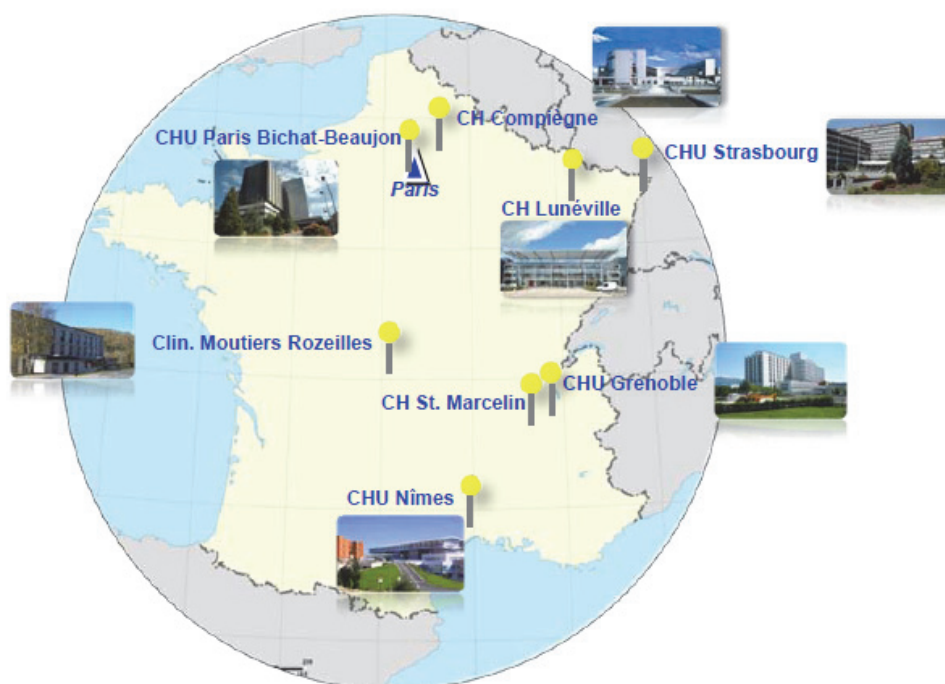 CH Compiègne
CHU Paris Bichat-Beaujon
CHU Strasbourg
Paris
CH Lunéville
Clin. Moutiers Rozeilles
CHU Grenoble
CH St. Marcelin
CHU Nîmes